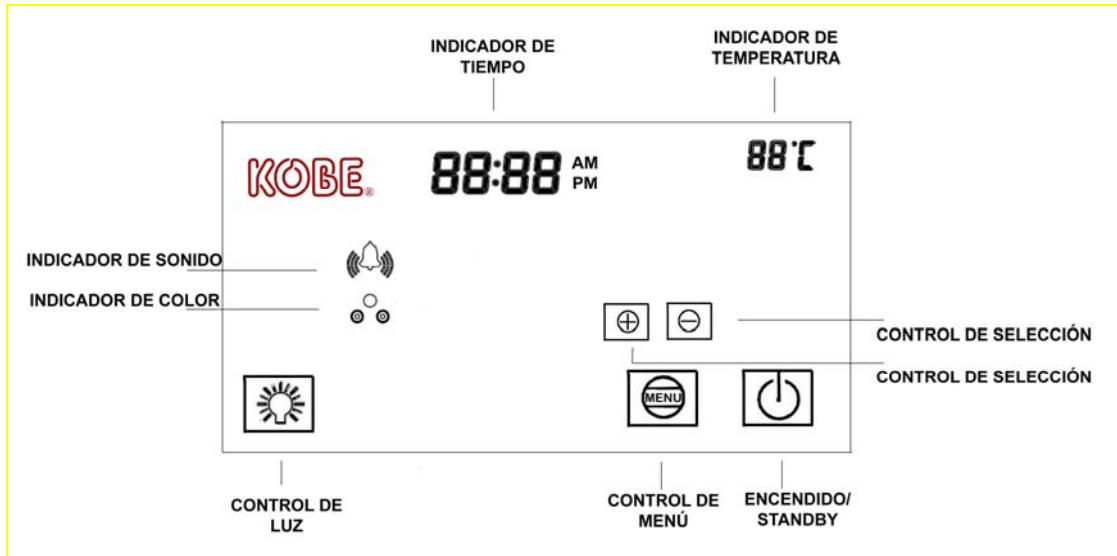 INDICADOR DE
TIEMPO
INDICADOR DE
TEMPERATURA
KOBE®
88:88 AM
PM
88°C
INDICADOR DE SONIDO
INDICADOR DE COLOR
CONTROL DE SELECCIÓN
CONTROL DE SELECCIÓN
MENU
CONTROL DE
LUZ
CONTROL DE
MENÚ
ENCENDIDO/
STANDBY